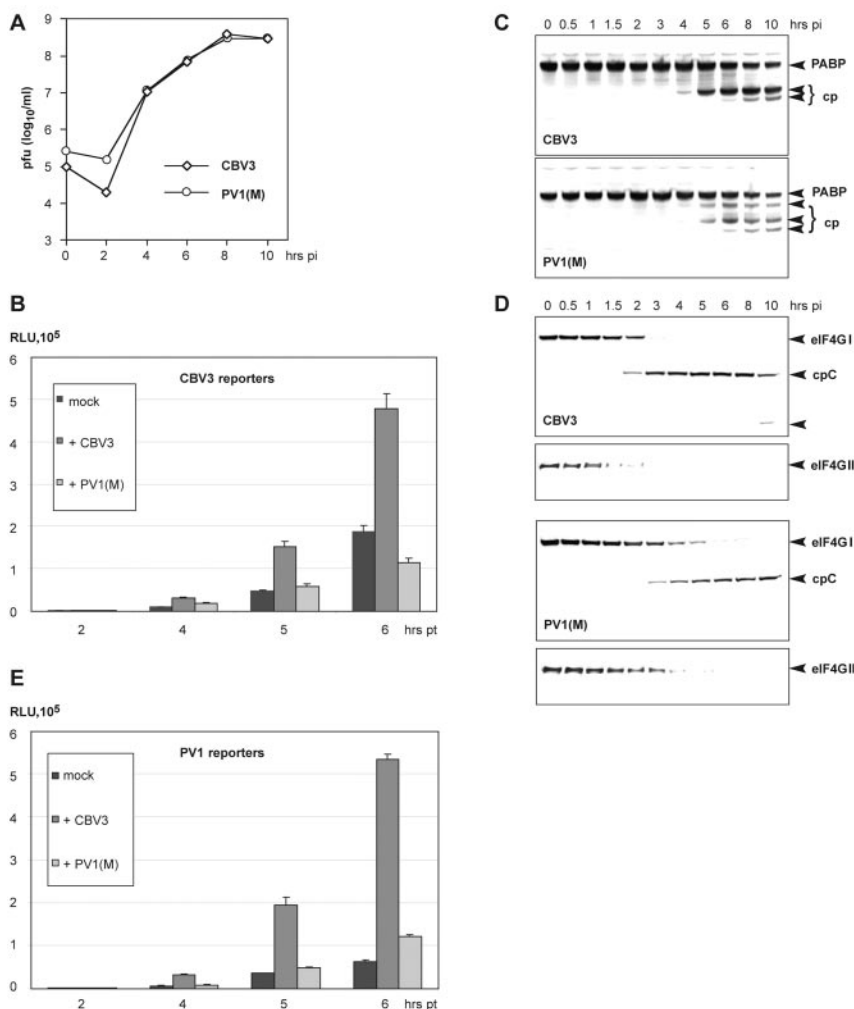 A
pfu (log10/ml)
9
8
7
6
5
4
3
0 2 4 6 8 10 hrs pi
CBV3
PV1(M)
B
RLU,10⁵
CBV3 reporters
6
5
4
3
2
1
0
mock
+ CBV3
+ PV1(M)
2 4 5 6 hrs pt
E
RLU,10⁵
PV1 reporters
6
5
4
3
2
1
0
mock
+ CBV3
+ PV1(M)
2 4 5 6 hrs pt
C
0 0.5 1 1.5 2 3 4 5 6 8 10 hrs pi
PABP
} cp
CBV3
PABP
} cp
PV1(M)
D
0 0.5 1 1.5 2 3 4 5 6 8 10 hrs pi
eIF4GI
cpC
CBV3
eIF4GII
eIF4GI
cpC
PV1(M)
eIF4GII